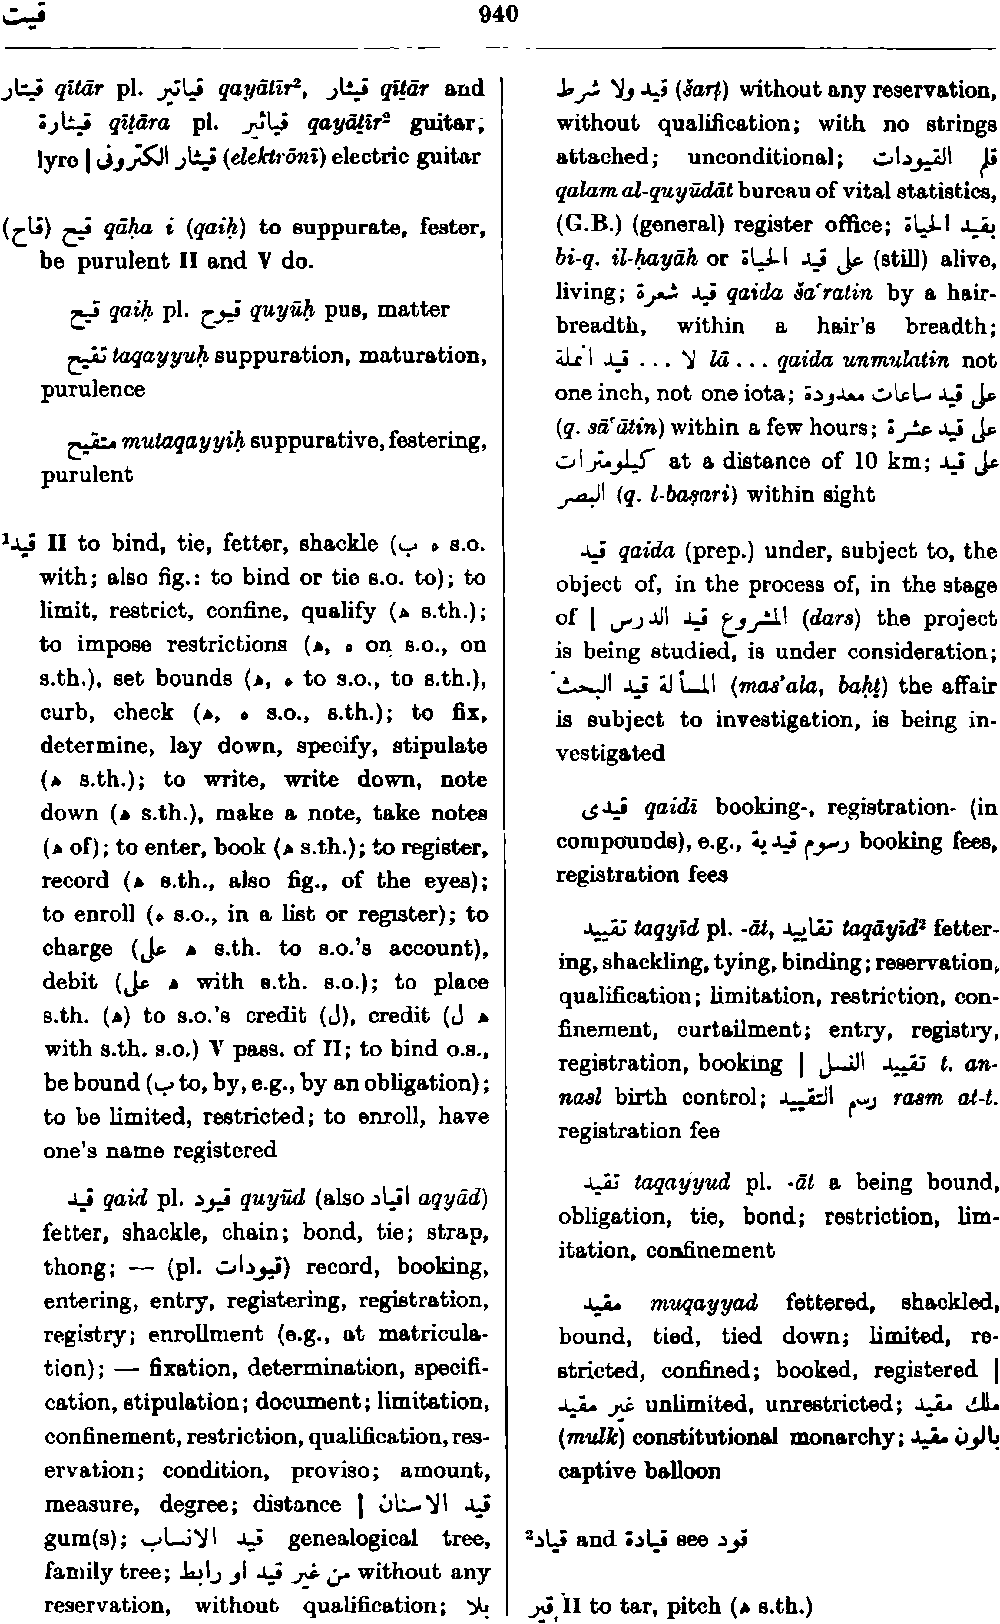 قيت
940
قيتار qītār pl. قياتير qayātīr², قيثار qīṯār and
قيثارة qīṯāra pl. قياثير qayāṯīr² guitar;
lyre | قيثار الكترونى (elektrōnī) electric guitar
(قاح) قيح qāḥa i (qaiḥ) to suppurate, fester,
be purulent II and V do.
قيح qaiḥ pl. قيوح quyūḥ pus, matter
تقيح taqayyuḥ suppuration, maturation,
purulence
متقيح mutaqayyiḥ suppurative, festering,
purulent
¹قيد II to bind, tie, fetter, shackle (ه ب s.o.
with; also fig.: to bind or tie s.o. to); to
limit, restrict, confine, qualify (ه s.th.);
to impose restrictions (ه, ه on s.o., on
s.th.), set bounds (ه, ه to s.o., to s.th.),
curb, check (ه, ه s.o., s.th.); to fix,
determine, lay down, specify, stipulate
(ه s.th.); to write, write down, note
down (ه s.th.), make a note, take notes
(ه of); to enter, book (ه s.th.); to register,
record (ه s.th., also fig., of the eyes);
to enroll (ه s.o., in a list or register); to
charge (ه على s.th. to s.o.'s account),
debit (ه على with s.th. s.o.); to place
s.th. (ه) to s.o.'s credit (ل), credit (ه ل
with s.th. s.o.) V pass. of II; to bind o.s.,
be bound (ب to, by, e.g., by an obligation);
to be limited, restricted; to enroll, have
one's name registered
قيد qaid pl. قيود quyūd (also اقياد aqyād)
fetter, shackle, chain; bond, tie; strap,
thong; — (pl. قيودات) record, booking,
entering, entry, registering, registration,
registry; enrollment (e.g., at matricula-
tion); — fixation, determination, specifi-
cation, stipulation; document; limitation,
confinement, restriction, qualification, res-
ervation; condition, proviso; amount,
measure, degree; distance | قيد الاسنان
gum(s); قيد الانساب genealogical tree,
family tree; من غير قيد او رابط without any
reservation, without qualification; بلا
قيد ولا شرط (šarṭ) without any reservation,
without qualification; with no strings
attached; unconditional; قلم القيودات
qalam al-quyūdāt bureau of vital statistics,
(G.B.) (general) register office; بقيد الحياة
bi-q. il-ḥayāh or على قيد الحياة (still) alive,
living; قيد شعرة qaida šaʿratin by a hair-
breadth, within a hair's breadth;
لا ... قيد انملة lā ... qaida unmulatin not
one inch, not one iota; على قيد ساعات معدودة
(q. sāʿātin) within a few hours; على قيد عشرة
كيلومترات at a distance of 10 km; على قيد
البصر (q. l-baṣari) within sight
قيد qaida (prep.) under, subject to, the
object of, in the process of, in the stage
of | المشروع قيد الدرس (dars) the project
is being studied, is under consideration;
المسألة قيد البحث (mas'ala, baḥṯ) the affair
is subject to investigation, is being in-
vestigated
قيدى qaidī booking-, registration- (in
compounds), e.g., رسوم قيدية booking fees,
registration fees
تقييد taqyīd pl. -āt, تقاييد taqāyīd² fetter-
ing, shackling, tying, binding; reservation,
qualification; limitation, restriction, con-
finement, curtailment; entry, registry,
registration, booking | تقييد النسل t. an-
nasl birth control; رسم التقييد rasm at-t.
registration fee
تقيد taqayyud pl. -āt a being bound,
obligation, tie, bond; restriction, lim-
itation, confinement
مقيد muqayyad fettered, shackled,
bound, tied, tied down; limited, re-
stricted, confined; booked, registered |
غير مقيد unlimited, unrestricted; ملك مقيد
(mulk) constitutional monarchy; بالون مقيد
captive balloon
²قياد and قيادة see قود
قير II to tar, pitch (ه s.th.)